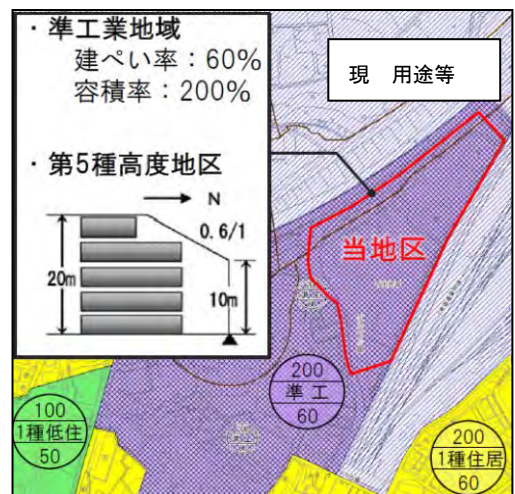 ・準工業地域
建ぺい率：60%
容積率：200%
・第5種高度地区
N
0.6/1
20m
10m
現　用途等
当地区
200
準工
60
100
1種低住
50
200
1種住居
60